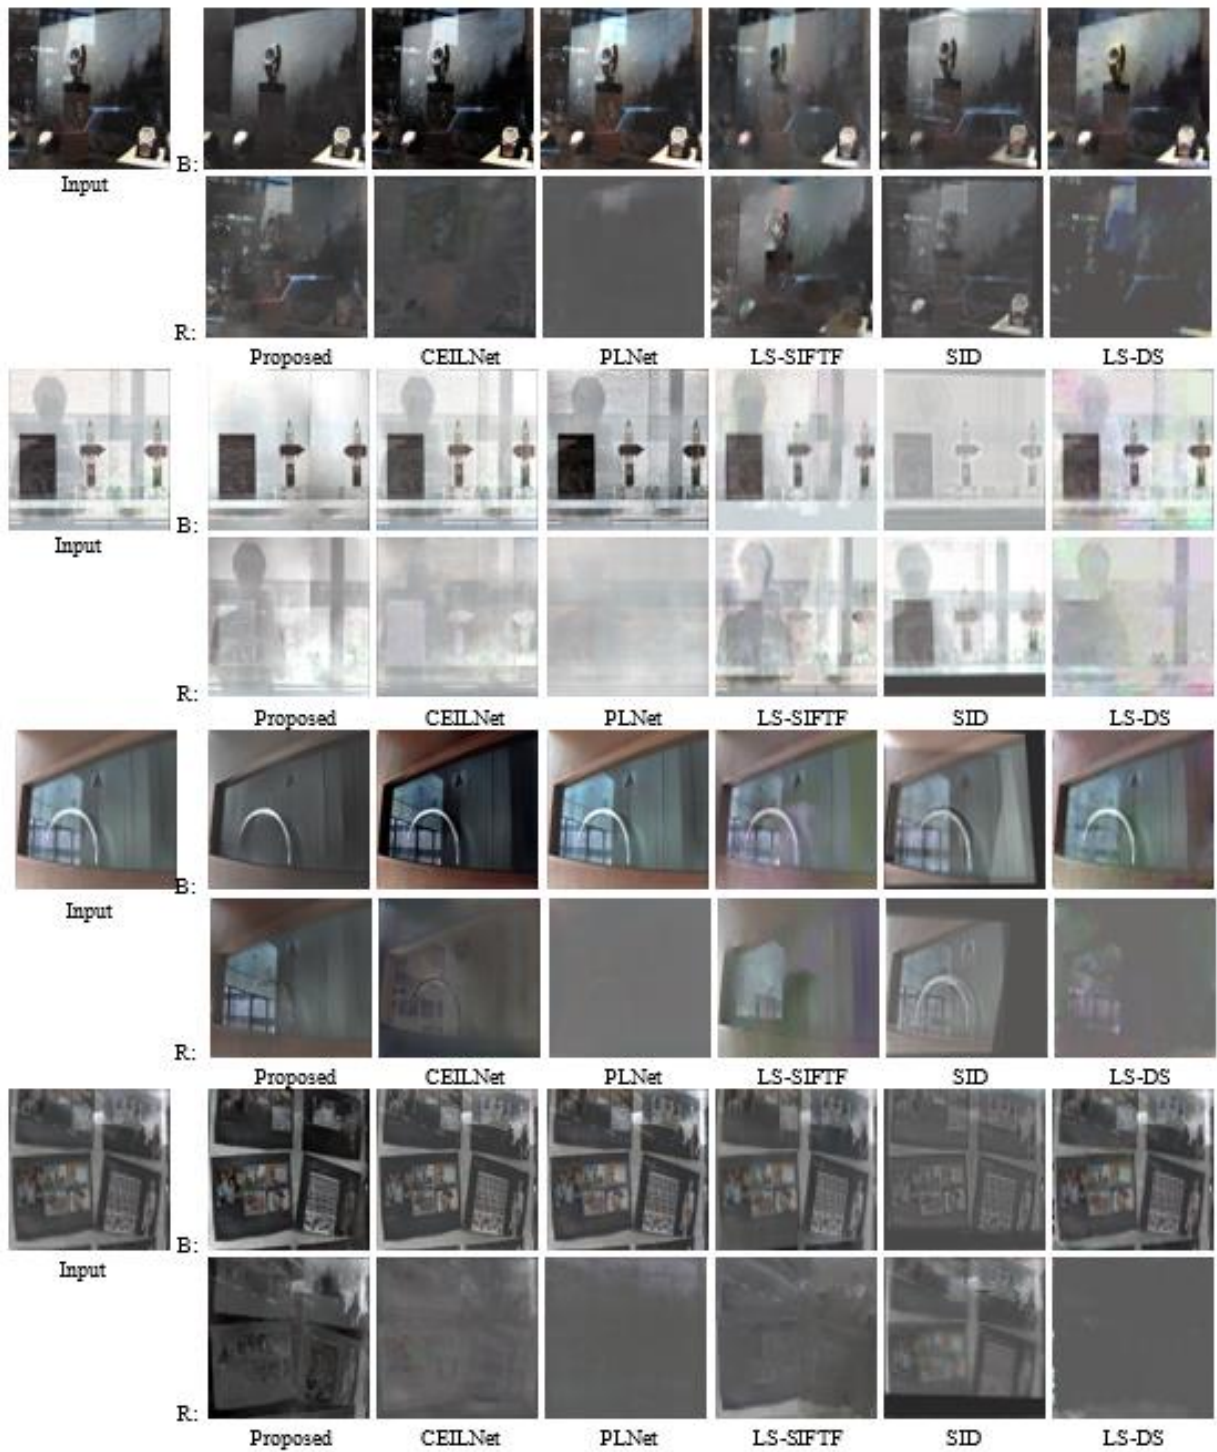 B:
Input
R:
Proposed CEILNet PLNet LS-SIFTF SID LS-DS
B:
Input
R:
Proposed CEILNet PLNet LS-SIFTF SID LS-DS
B:
Input
R:
Proposed CEILNet PLNet LS-SIFTF SID LS-DS
B:
Input
R:
Proposed CEILNet PLNet LS-SIFTF SID LS-DS